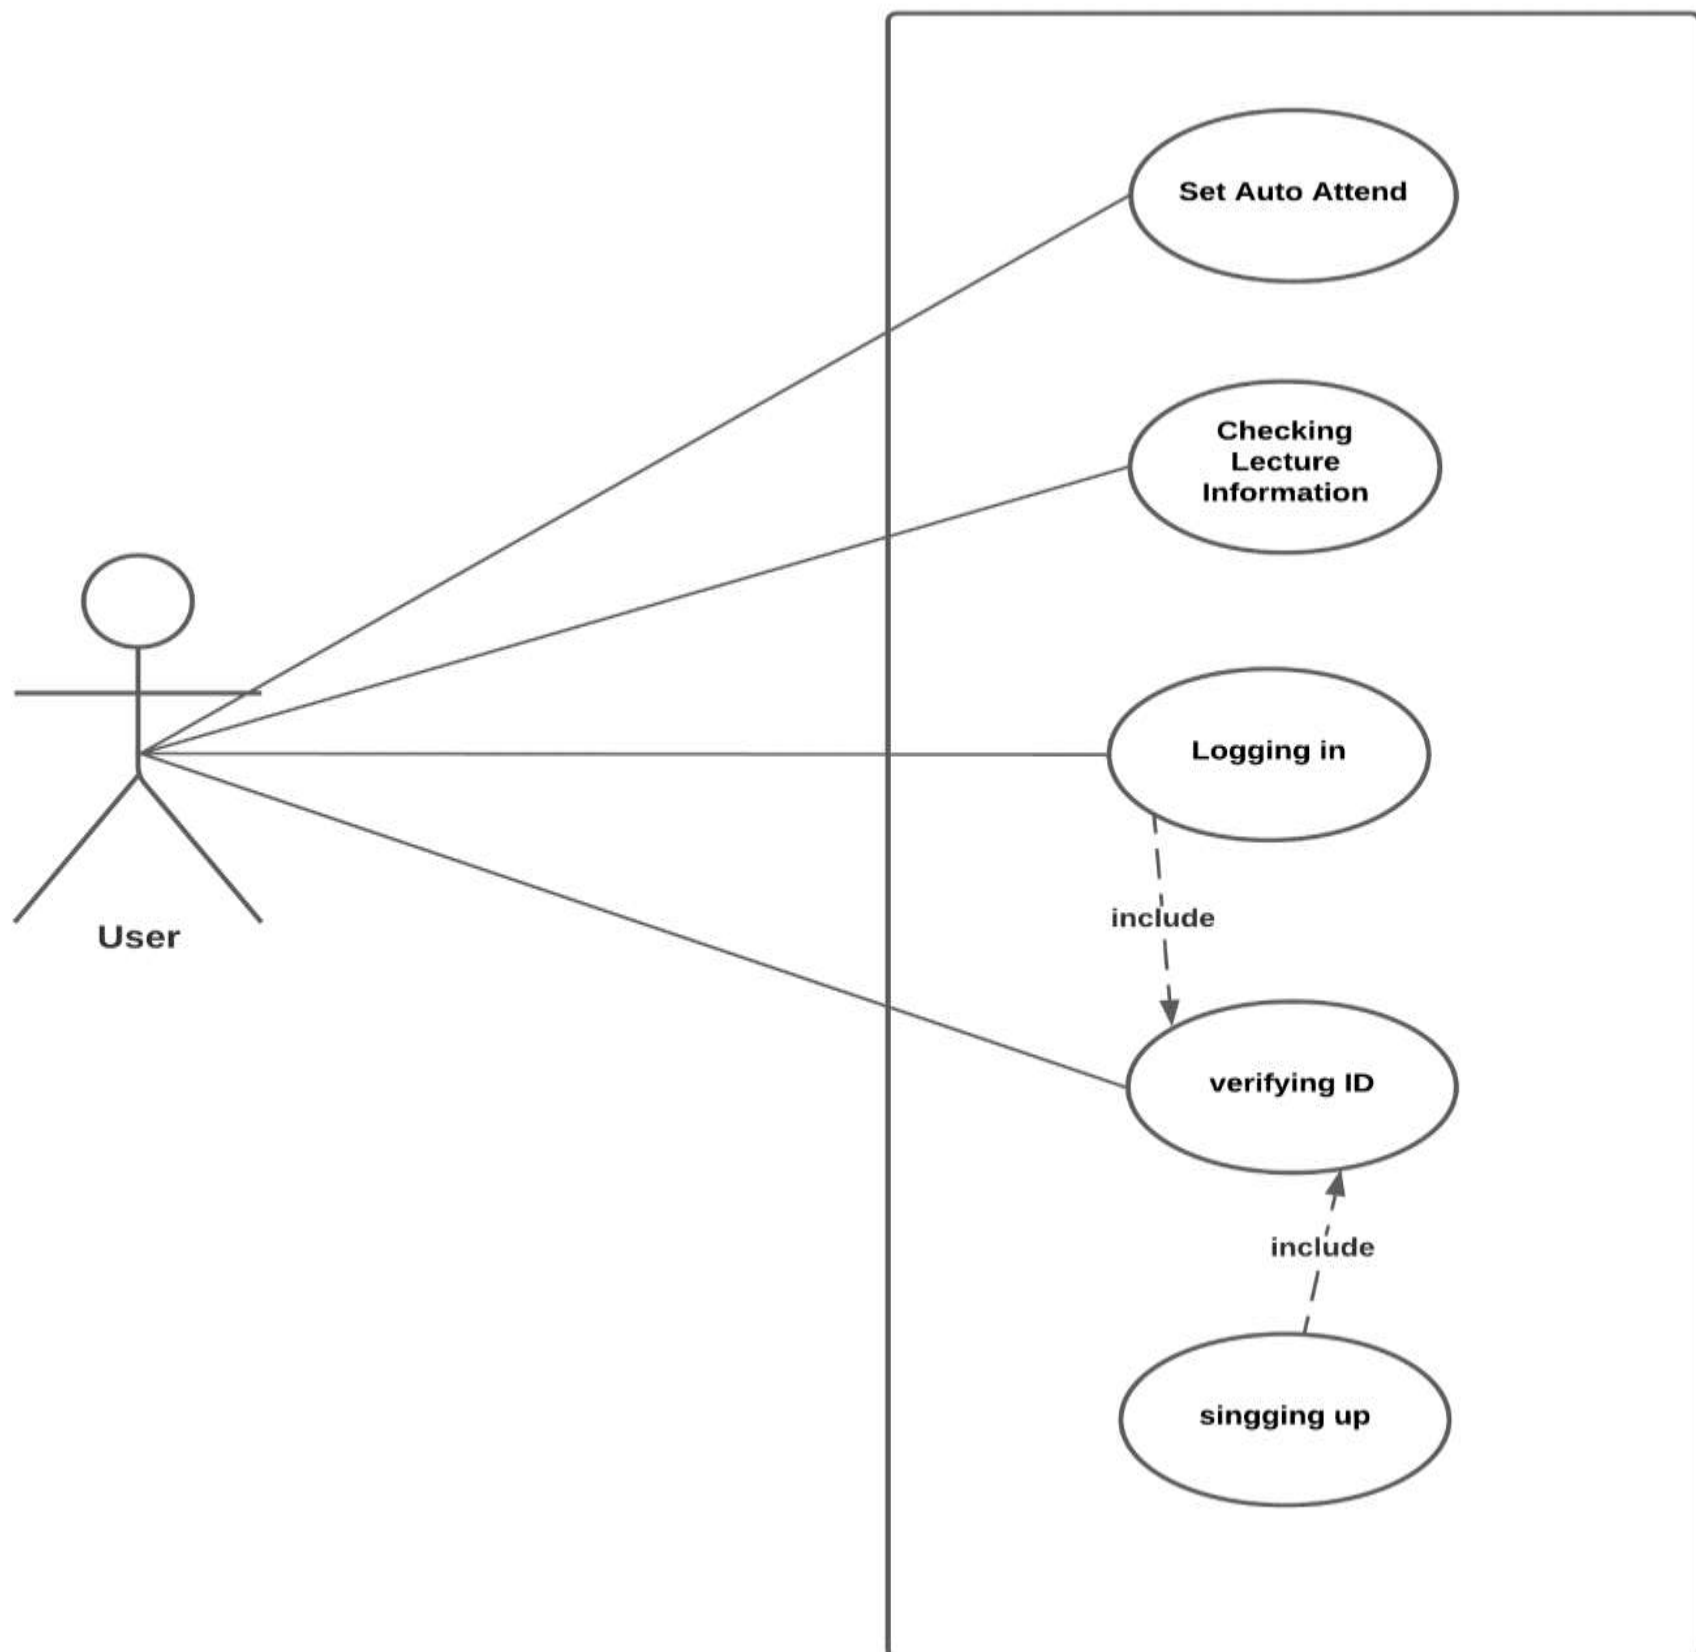 Set Auto Attend
Checking
Lecture
Information
Logging in
include
User
verifying ID
include
singging up